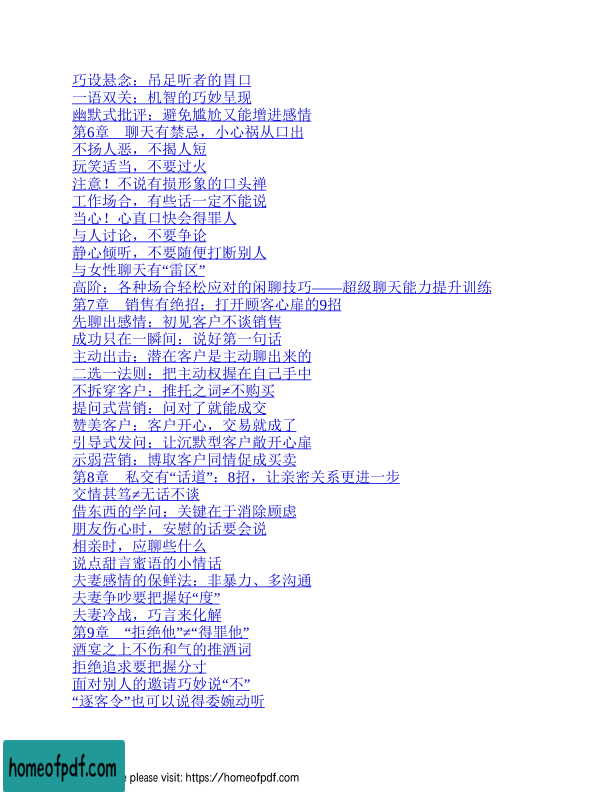 巧设悬念：吊足听者的胃口
一语双关：机智的巧妙呈现
幽默式批评：避免尴尬又能增进感情
第6章　聊天有禁忌，小心祸从口出
不扬人恶，不揭人短
玩笑适当，不要过火
注意！不说有损形象的口头禅
工作场合，有些话一定不能说
当心！心直口快会得罪人
与人讨论，不要争论
静心倾听，不要随便打断别人
与女性聊天有“雷区”
高阶：各种场合轻松应对的闲聊技巧——超级聊天能力提升训练
第7章　销售有绝招：打开顾客心扉的9招
先聊出感情：初见客户不谈销售
成功只在一瞬间：说好第一句话
主动出击：潜在客户是主动聊出来的
二选一法则：把主动权握在自己手中
不拆穿客户：推托之词≠不购买
提问式营销：问对了就能成交
赞美客户：客户开心，交易就成了
引导式发问：让沉默型客户敞开心扉
示弱营销：博取客户同情促成买卖
第8章　私交有“话道”：8招，让亲密关系更进一步
交情甚笃≠无话不谈
借东西的学问：关键在于消除顾虑
朋友伤心时，安慰的话要会说
相亲时，应聊些什么
说点甜言蜜语的小情话
夫妻感情的保鲜法：非暴力、多沟通
夫妻争吵要把握好“度”
夫妻冷战，巧言来化解
第9章　“拒绝他”≠“得罪他”
酒宴之上不伤和气的推酒词
拒绝追求要把握分寸
面对别人的邀请巧妙说“不”
“逐客令”也可以说得委婉动听
homeofpdf.com
e please visit: https://homeofpdf.com